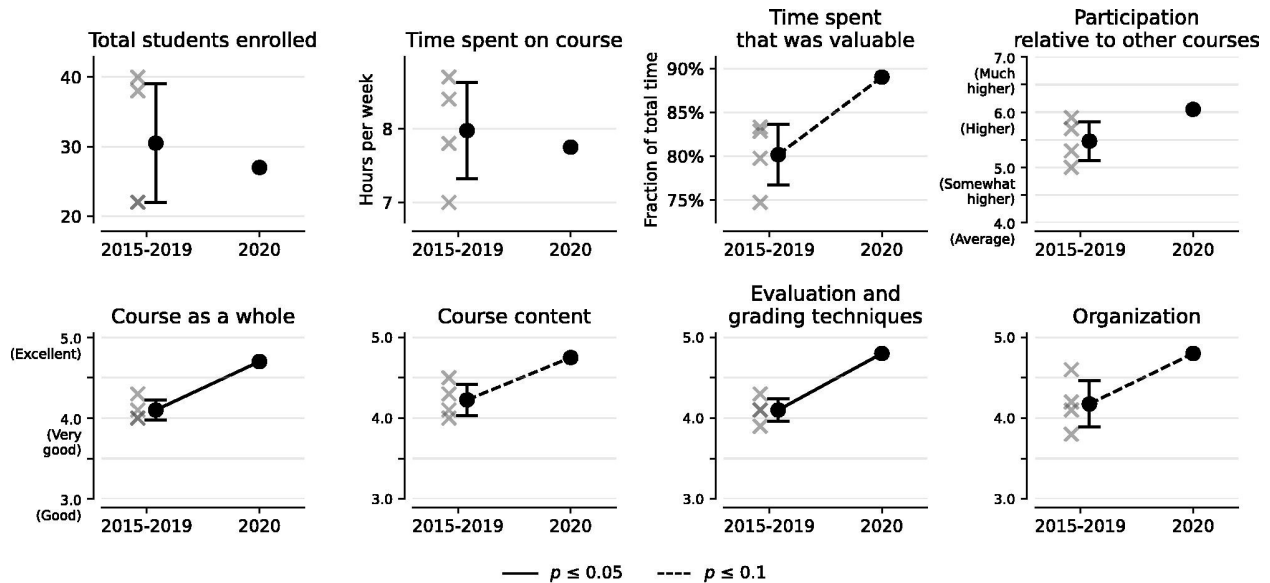 Total students enrolled
40
30
20
2015-2019
2020
Time spent on course
Hours per week
8
7
2015-2019
2020
Time spent
that was valuable
Fraction of total time
90%
85%
80%
75%
2015-2019
2020
Participation
relative to other courses
7.0
(Much
higher)
6.0
(Higher)
5.0
(Somewhat
higher)
4.0
(Average)
2015-2019
2020
Course as a whole
5.0
(Excellent)
4.0
(Very
good)
3.0
(Good)
2015-2019
2020
Course content
5.0
4.0
3.0
2015-2019
2020
Evaluation and
grading techniques
5.0
4.0
3.0
2015-2019
2020
Organization
5.0
4.0
3.0
2015-2019
2020
p ≤ 0.05
p ≤ 0.1